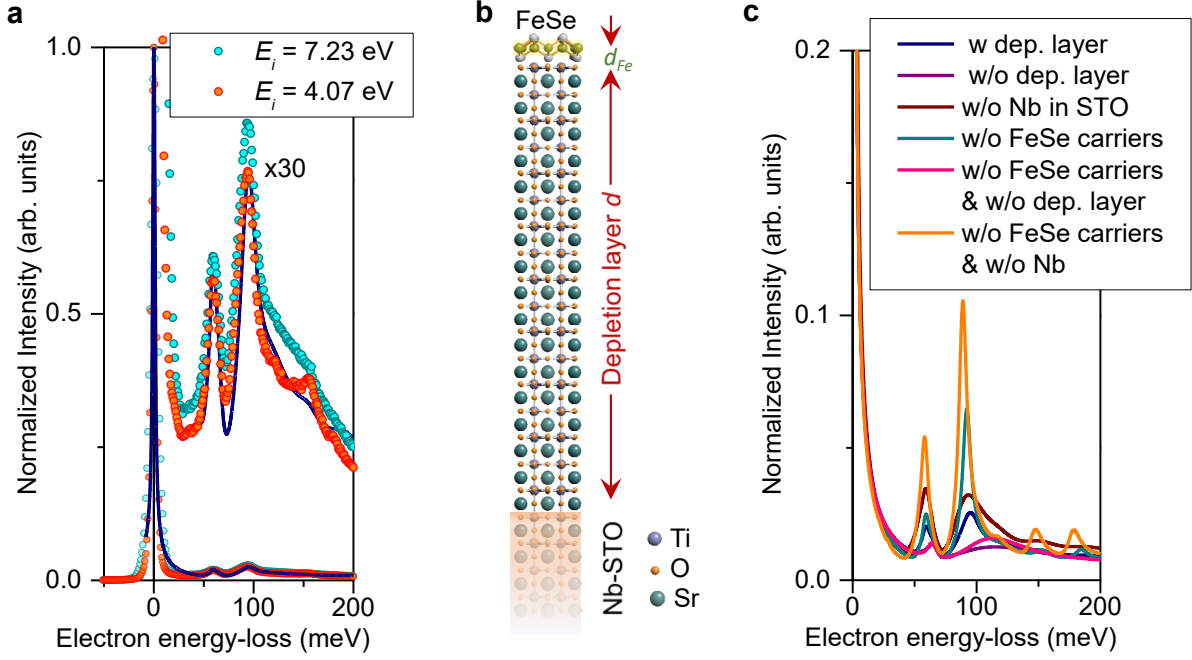 a
1.0
0.5
0.0
Normalized Intensity (arb. units)
E_i = 7.23 eV
E_i = 4.07 eV
x30
0
100
200
Electron energy-loss (meV)
b
FeSe
d_Fe
Depletion layer d
Nb-STO
Ti
O
Sr
c
0.2
0.1
0.0
Normalized Intensity (arb. units)
w dep. layer
w/o dep. layer
w/o Nb in STO
w/o FeSe carriers
w/o FeSe carriers
& w/o dep. layer
w/o FeSe carriers
& w/o Nb
0
100
200
Electron energy-loss (meV)